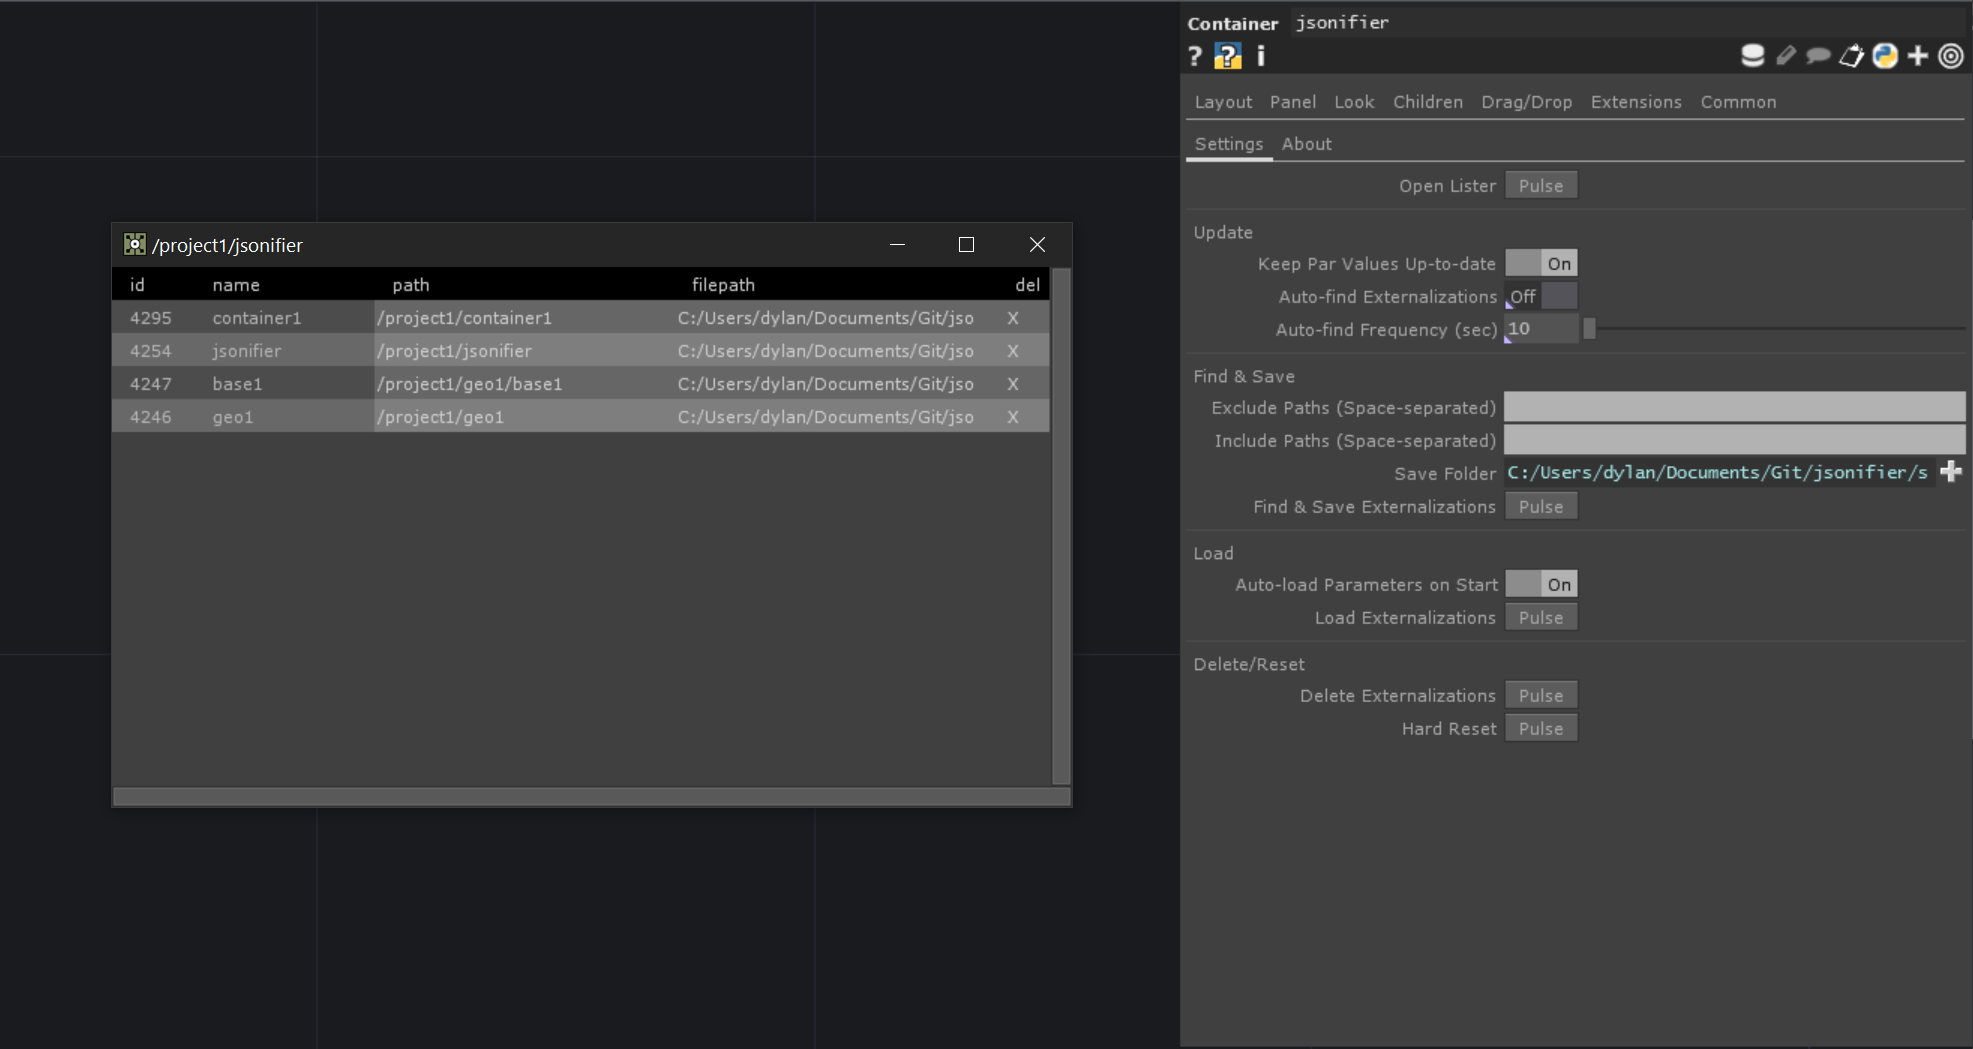 Container jsonifier
? ? i
Layout Panel Look Children Drag/Drop Extensions Common
Settings About
Open Lister Pulse
Update
Keep Par Values Up-to-date On
Auto-find Externalizations Off
Auto-find Frequency (sec) 10
Find & Save
Exclude Paths (Space-separated)
Include Paths (Space-separated)
Save Folder C:/Users/dylan/Documents/Git/jsonifier/s
Find & Save Externalizations Pulse
Load
Auto-load Parameters on Start On
Load Externalizations Pulse
Delete/Reset
Delete Externalizations Pulse
Hard Reset Pulse
/project1/jsonifier
id name path filepath del
4295 container1 /project1/container1 C:/Users/dylan/Documents/Git/jso X
4254 jsonifier /project1/jsonifier C:/Users/dylan/Documents/Git/jso X
4247 base1 /project1/geo1/base1 C:/Users/dylan/Documents/Git/jso X
4246 geo1 /project1/geo1 C:/Users/dylan/Documents/Git/jso X